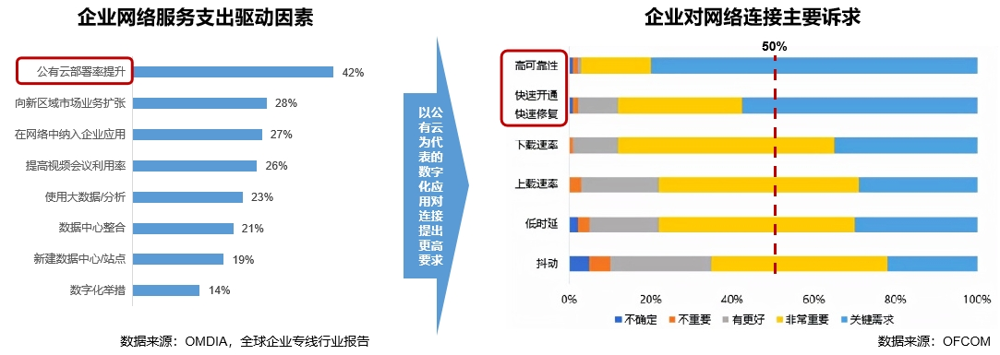 企业网络服务支出驱动因素
公有云部署率提升
42%
向新区域市场业务扩张
28%
在网络中纳入企业应用
27%
提高视频会议利用率
26%
使用大数据/分析
23%
数据中心整合
21%
新建数据中心/站点
19%
数字化举措
14%
数据来源：OMDIA，全球企业专线行业报告
以公有云为代表的数字化应用对连接提出更高要求
企业对网络连接主要诉求
50%
高可靠性
快速开通
快速修复
下载速率
上载速率
低时延
抖动
0%
20%
40%
60%
80%
100%
不确定
不重要
有更好
非常重要
关键需求
数据来源：OFCOM